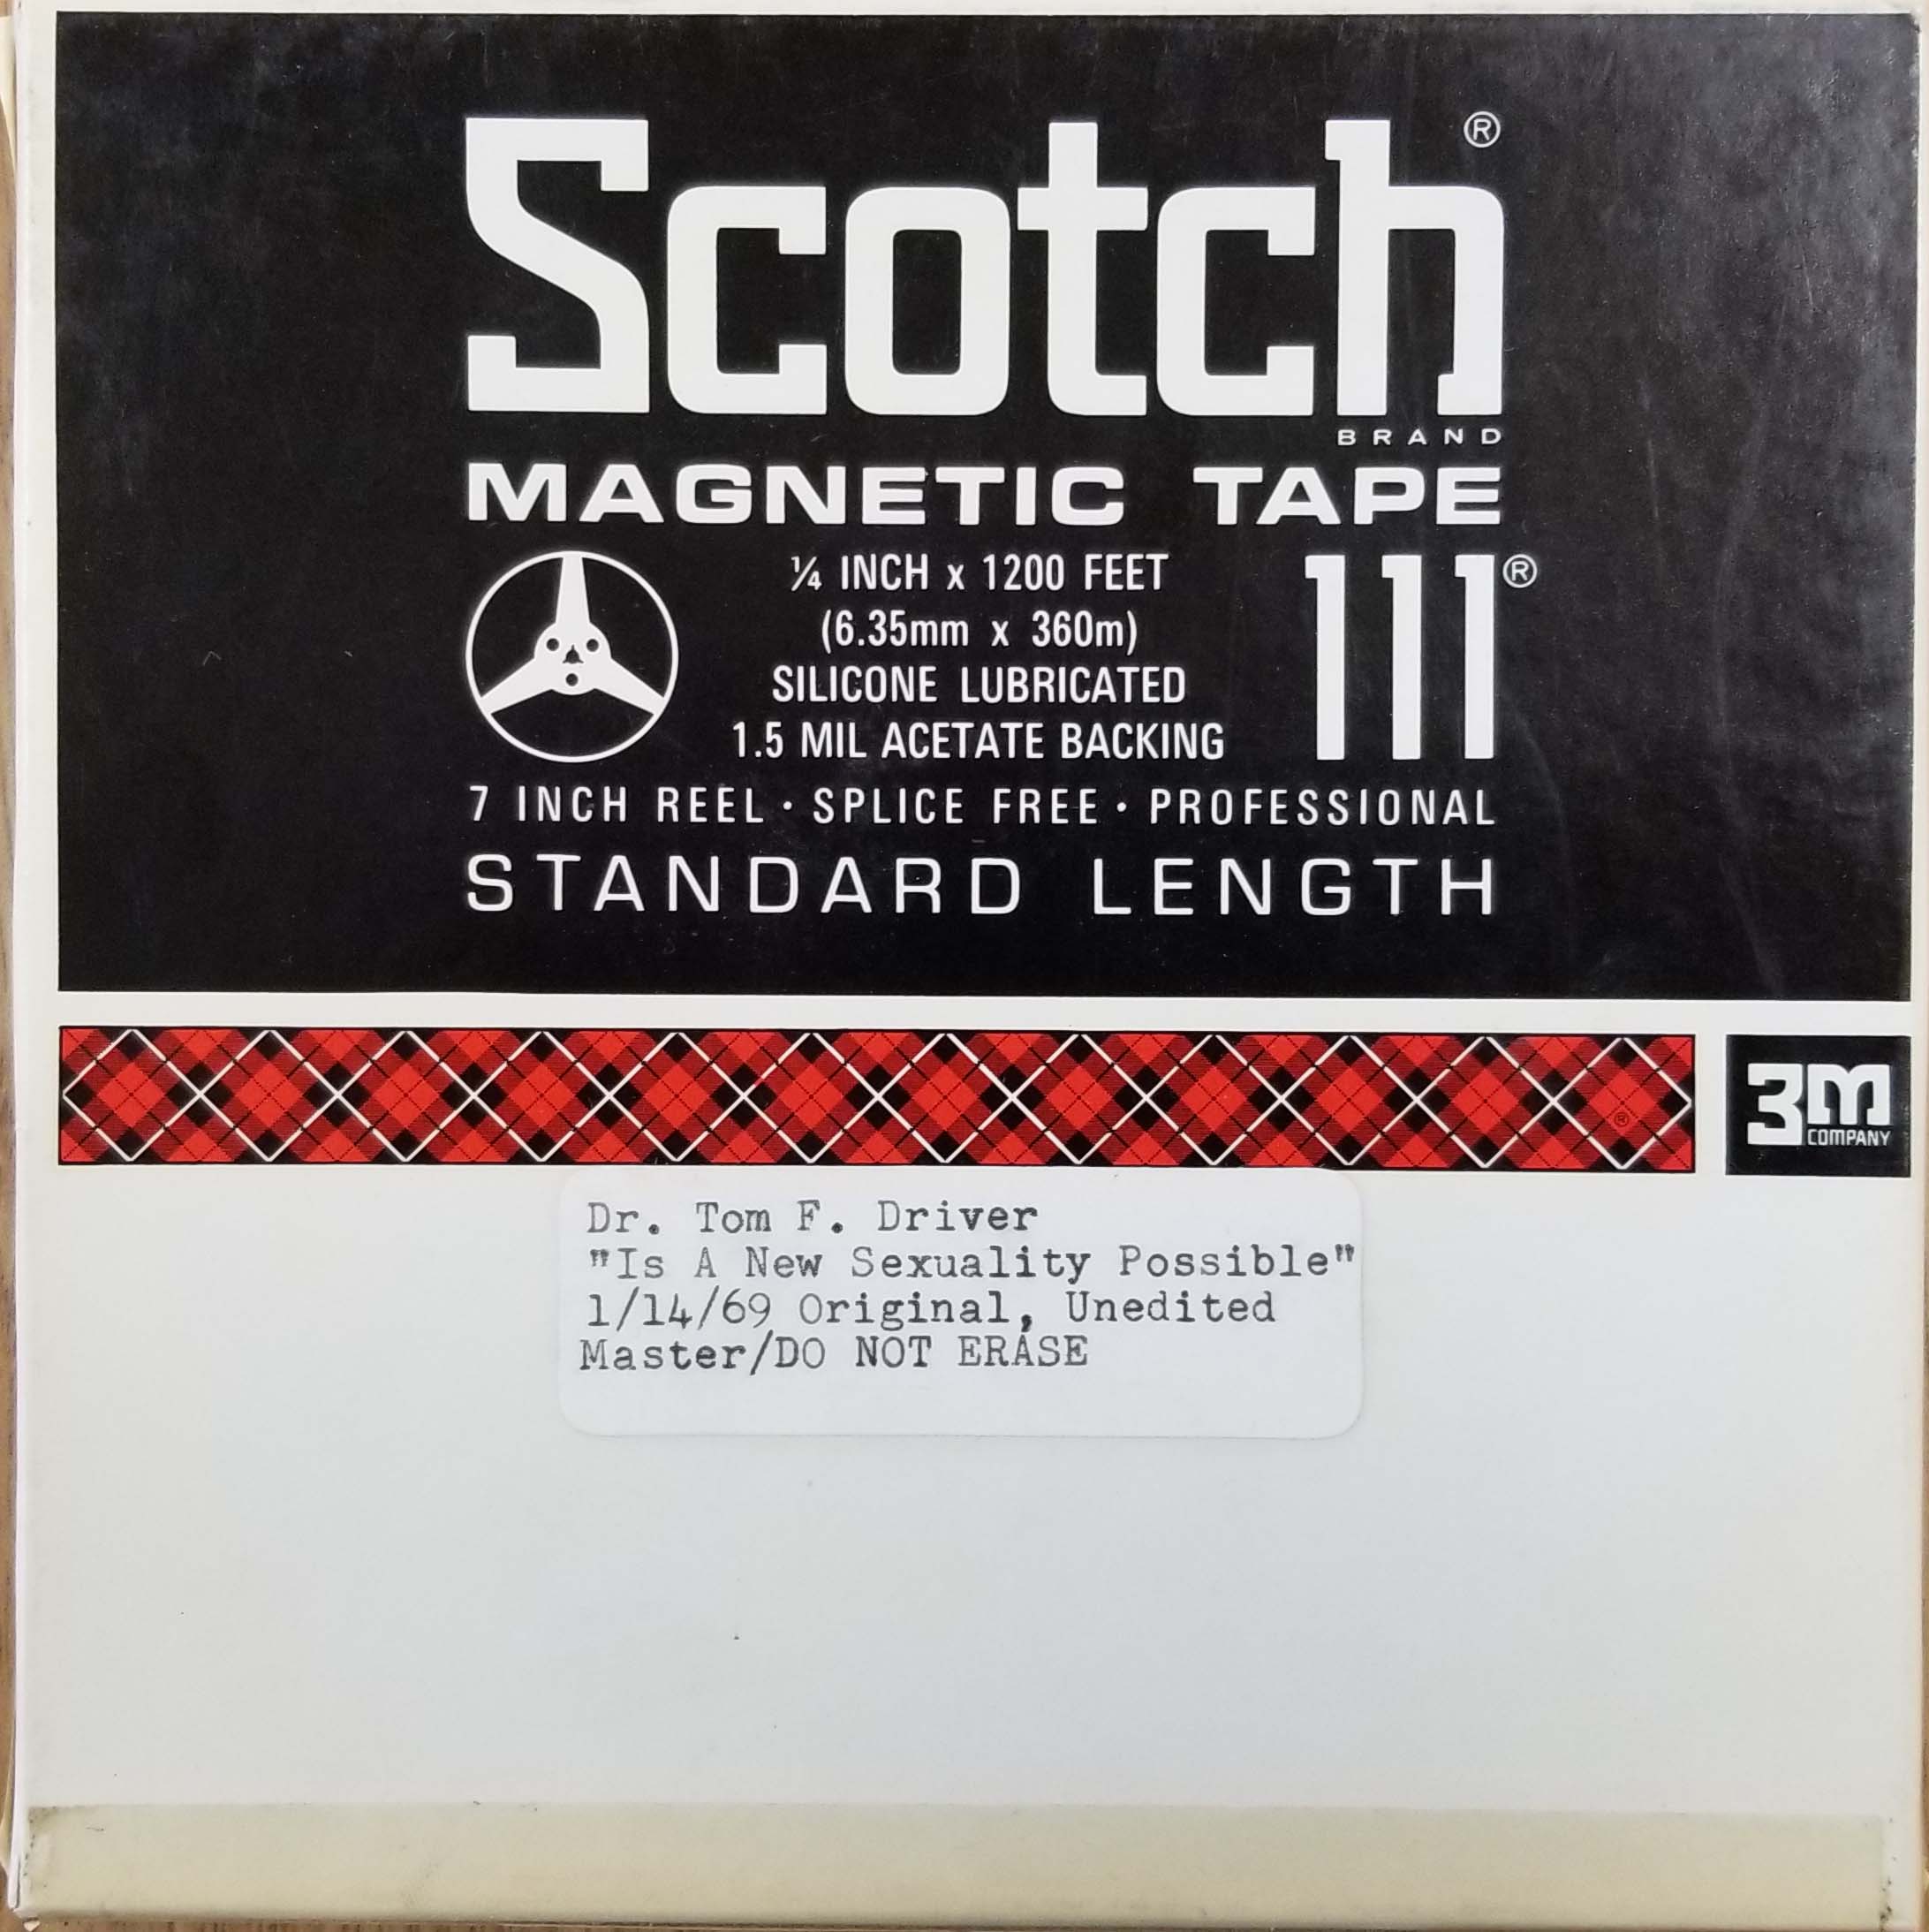 Scotch®
BRAND
MAGNETIC TAPE
¼ INCH x 1200 FEET
(6.35mm x 360m)
SILICONE LUBRICATED
1.5 MIL ACETATE BACKING
111®
7 INCH REEL · SPLICE FREE · PROFESSIONAL
STANDARD LENGTH
®
3M
COMPANY
Dr. Tom F. Driver
"Is A New Sexuality Possible"
1/14/69 Original, Unedited
Master/DO NOT ERASE